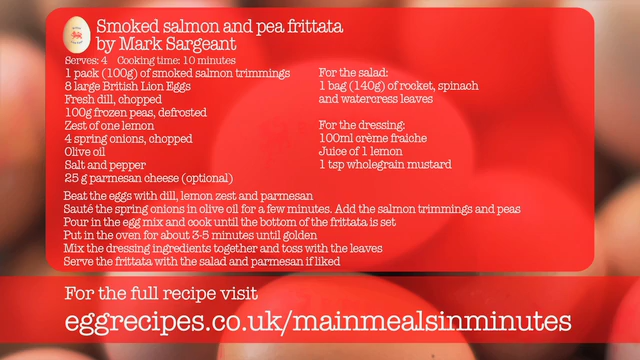 Smoked salmon and pea frittata
by Mark Sargeant
Serves: 4 Cooking time: 10 minutes
1 pack (100g) of smoked salmon trimmings
8 large British Lion Eggs
Fresh dill, chopped
100g frozen peas, defrosted
Zest of one lemon
4 spring onions, chopped
Olive oil
Salt and pepper
25 g parmesan cheese (optional)
For the salad:
1 bag (140g) of rocket, spinach
and watercress leaves
For the dressing:
100ml crème fraiche
Juice of 1 lemon
1 tsp wholegrain mustard
Beat the eggs with dill, lemon zest and parmesan
Sauté the spring onions in olive oil for a few minutes. Add the salmon trimmings and peas
Pour in the egg mix and cook until the bottom of the frittata is set
Put in the oven for about 3-5 minutes until golden
Mix the dressing ingredients together and toss with the leaves
Serve the frittata with the salad and parmesan if liked
For the full recipe visit
eggrecipes.co.uk/mainmealsinminutes